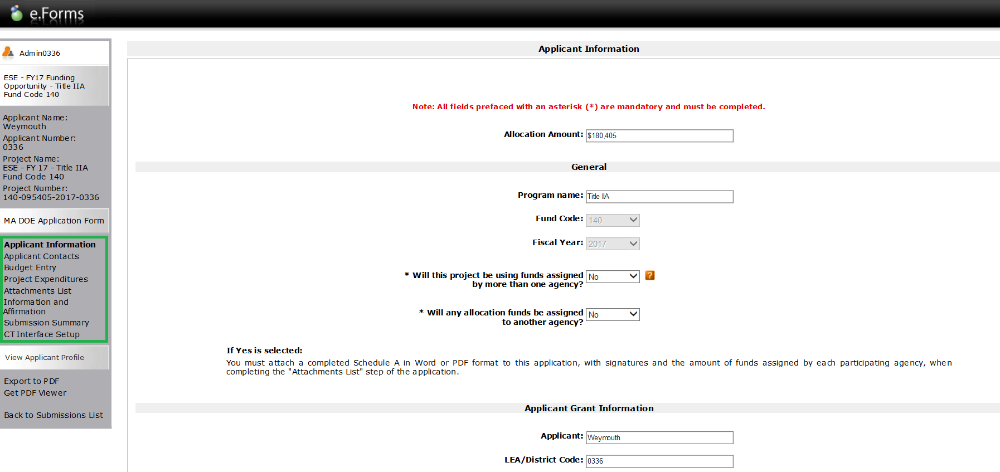 e.Forms
Admin0336
ESE - FY17 Funding
Opportunity - Title IIA
Fund Code 140
Applicant Name:
Weymouth
Applicant Number:
0336
Project Name:
ESE - FY 17 - Title IIA
Fund Code 140
Project Number:
140-095405-2017-0336
MA DOE Application Form
Applicant Information
Applicant Contacts
Budget Entry
Project Expenditures
Attachments List
Information and
Affirmation
Submission Summary
CT Interface Setup
View Applicant Profile
Export to PDF
Get PDF Viewer
Back to Submissions List
Applicant Information
Note: All fields prefaced with an asterisk (*) are mandatory and must be completed.
Allocation Amount: $180,405
General
Program name: Title IIA
Fund Code: 140
Fiscal Year: 2017
* Will this project be using funds assigned
by more than one agency? No ?
* Will any allocation funds be assigned
to another agency? No
If Yes is selected:
You must attach a completed Schedule A in Word or PDF format to this application, with signatures and the amount of funds assigned by each participating agency, when
completing the "Attachments List" step of the application.
Applicant Grant Information
Applicant: Weymouth
LEA/District Code: 0336